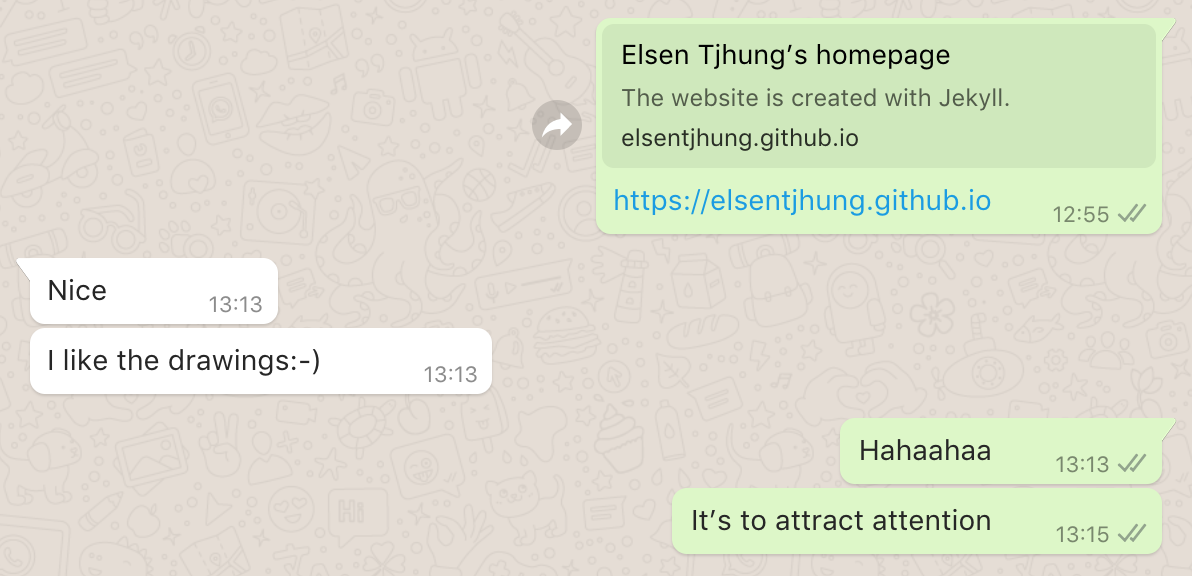 Elsen Tjhung’s homepage
The website is created with Jekyll.
elsentjhung.github.io
https://elsentjhung.github.io
12:55
Nice
13:13
I like the drawings:-)
13:13
Hahaahaa
13:13
It’s to attract attention
13:15
Hi